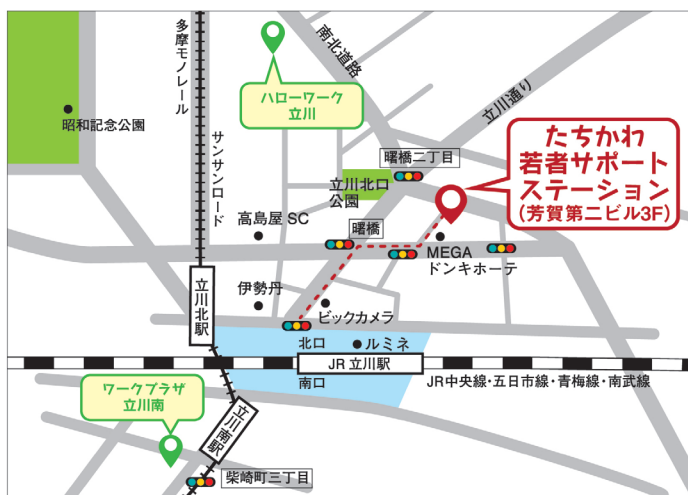 多摩モノレール
南北道路
ハローワーク
立川
立川通り
昭和記念公園
サンサンロード
たちかわ
若者サポート
ステーション
(芳賀第二ビル3F)
曙橋二丁目
立川北口
公園
高島屋 SC
曙橋
MEGA
ドンキホーテ
立川北駅
伊勢丹
ビックカメラ
北口
ルミネ
JR 立川駅
南口
JR中央線・五日市線・青梅線・南武線
ワークプラザ
立川南
立川南駅
柴崎町三丁目